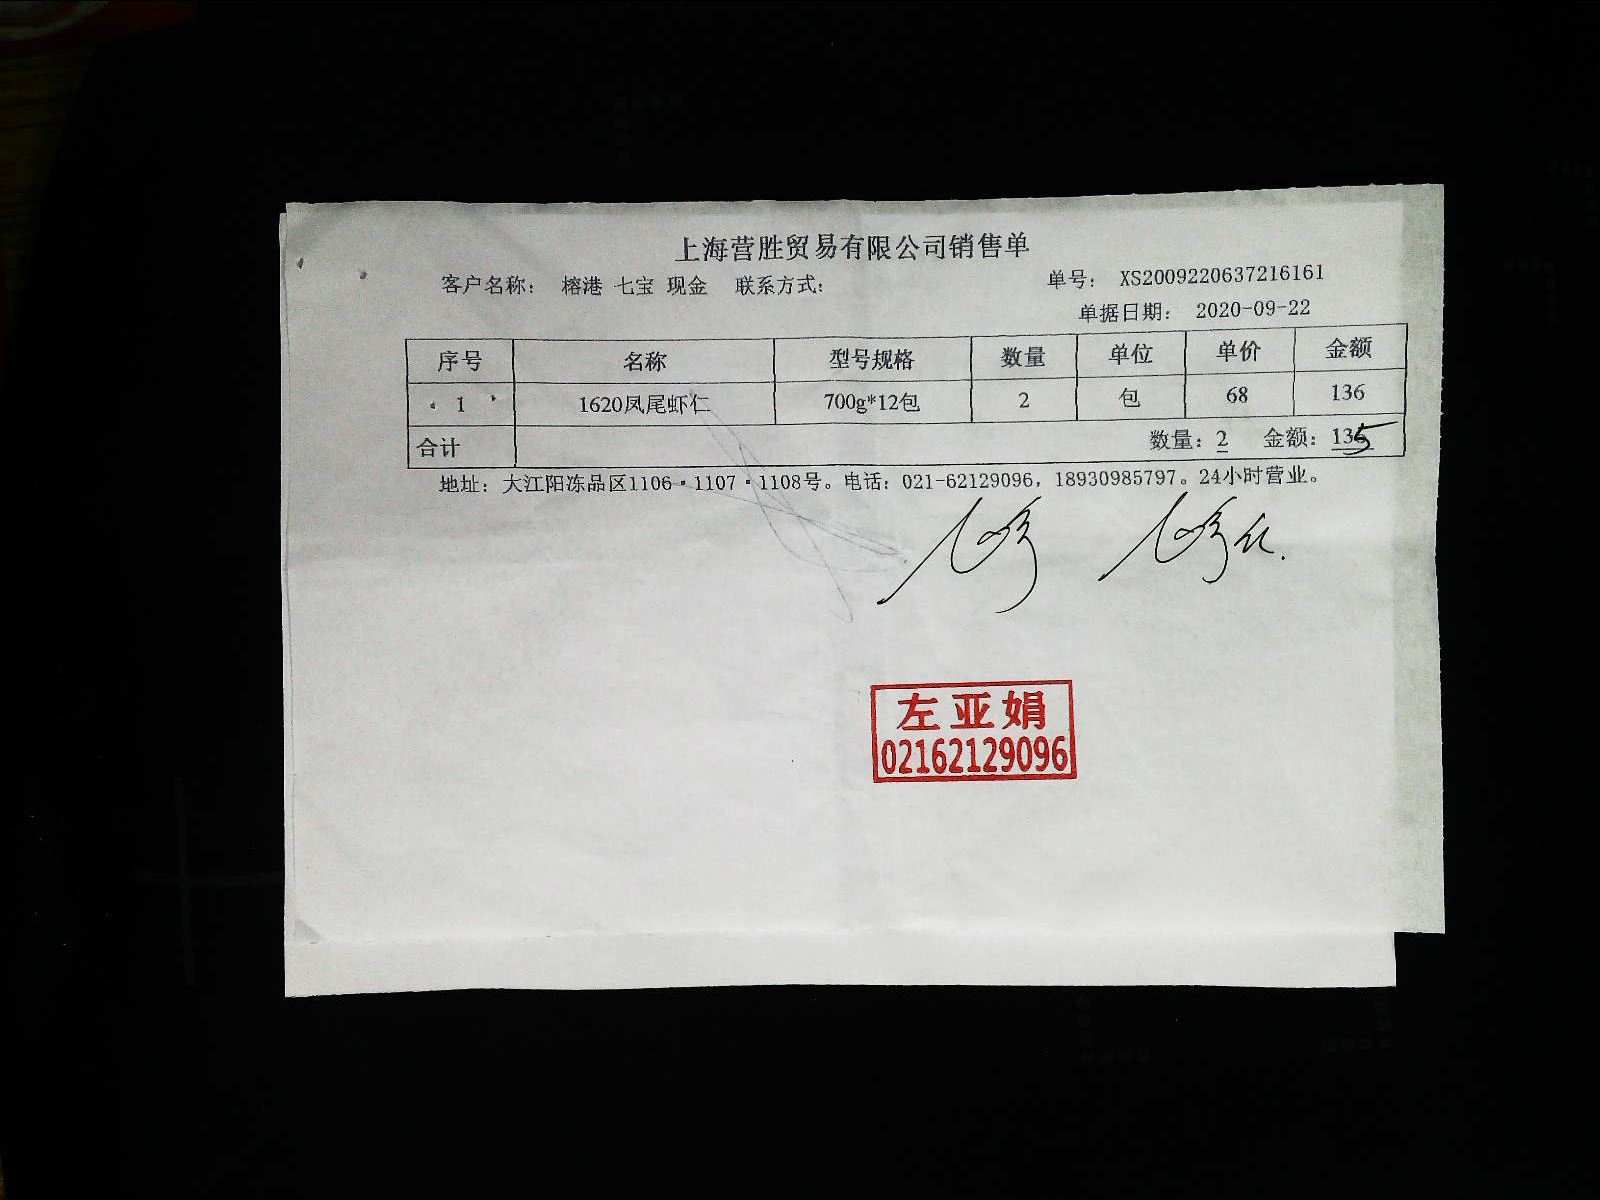 上海营胜贸易有限公司销售单
客户名称： 榕港 七宝 现金 联系方式： 单号： XS2009220637216161
单据日期： 2020-09-22
序号 名称 型号规格 数量 单位 单价 金额
1 1620凤尾虾仁 700g*12包 2 包 68 136
合计 数量：2 金额：135
地址：大江阳冻品区1106·1107·1108号。电话：021-62129096，18930985797。24小时营业。
左亚娟
02162129096